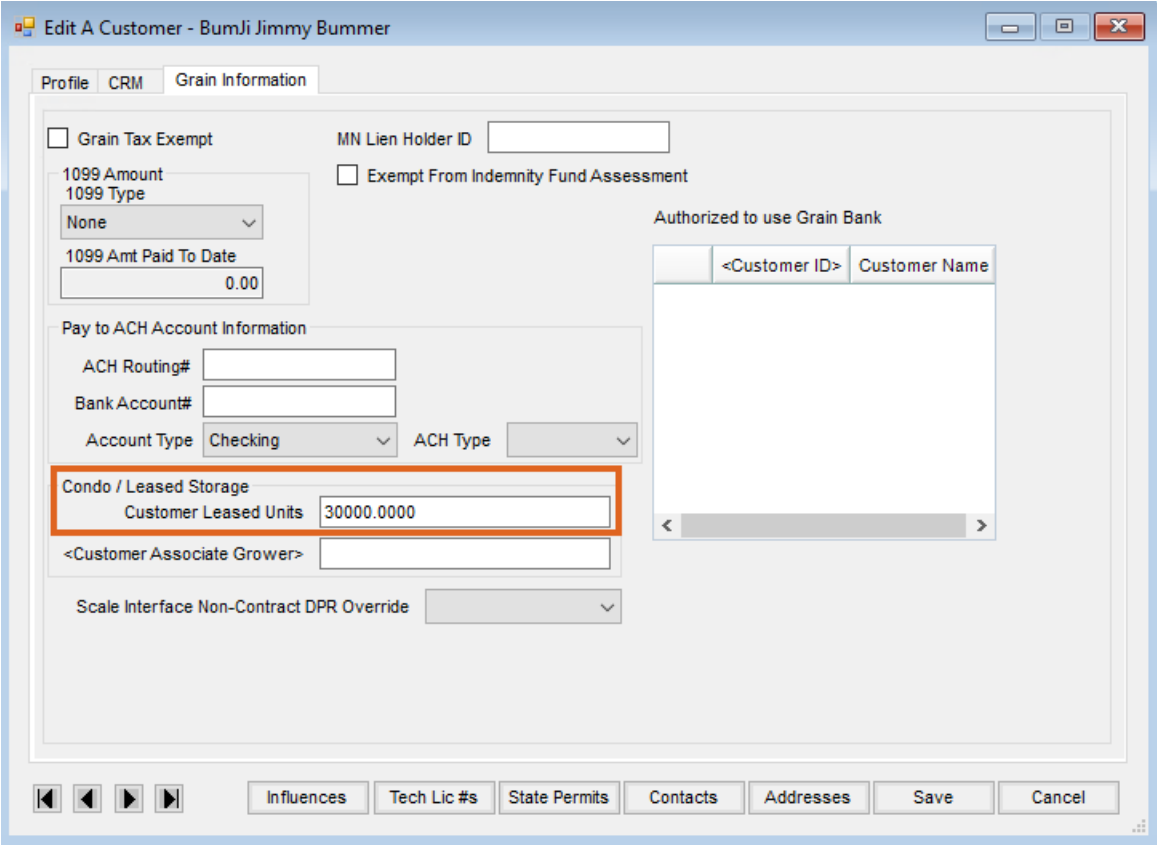 Edit A Customer - BumJi Jimmy Bummer
Profile CRM Grain Information
Grain Tax Exempt
MN Lien Holder ID
Exempt From Indemnity Fund Assessment
1099 Amount
1099 Type
None
1099 Amt Paid To Date
0.00
Authorized to use Grain Bank
<Customer ID> Customer Name
Pay to ACH Account Information
ACH Routing#
Bank Account#
Account Type Checking ACH Type
Condo / Leased Storage
Customer Leased Units 30000.0000
<Customer Associate Grower>
Scale Interface Non-Contract DPR Override
Influences Tech Lic #s State Permits Contacts Addresses Save Cancel